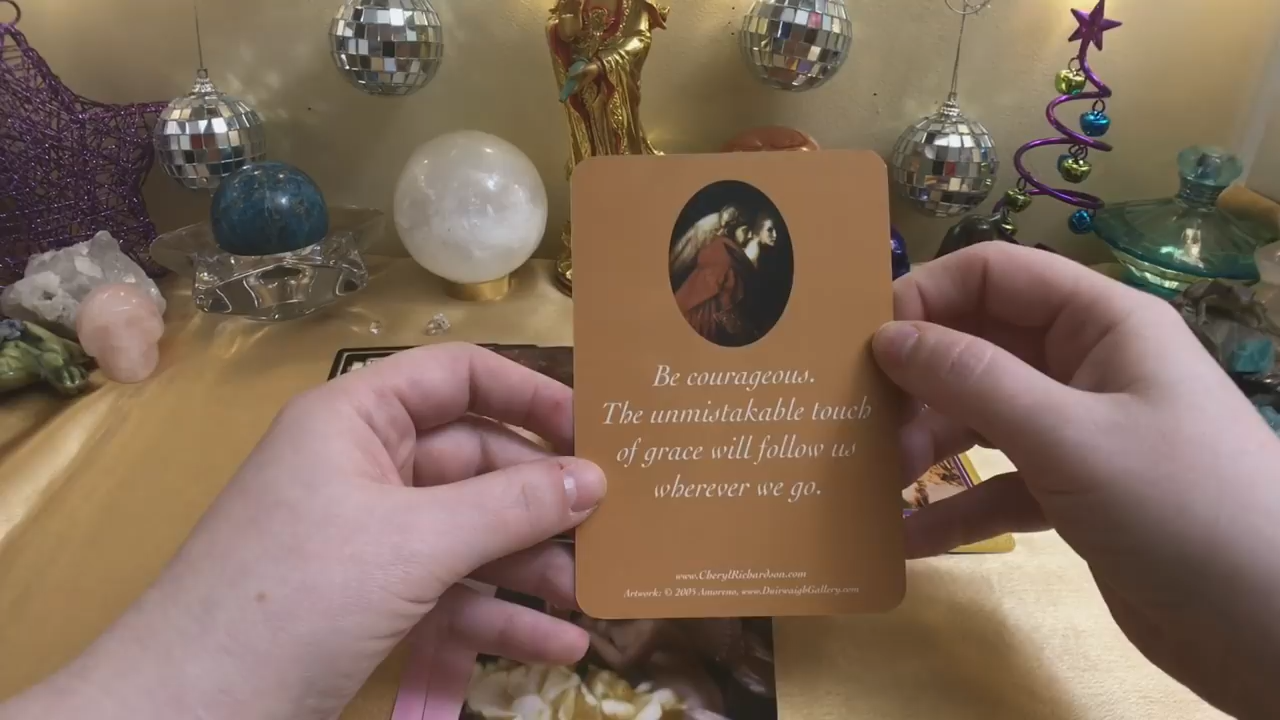 Be courageous.
The unmistakable touch
of grace will follow us
wherever we go.
www.CherylRichardson.com
Artwork: © 2005 Amoreno, www.DuirwaighGallery.com